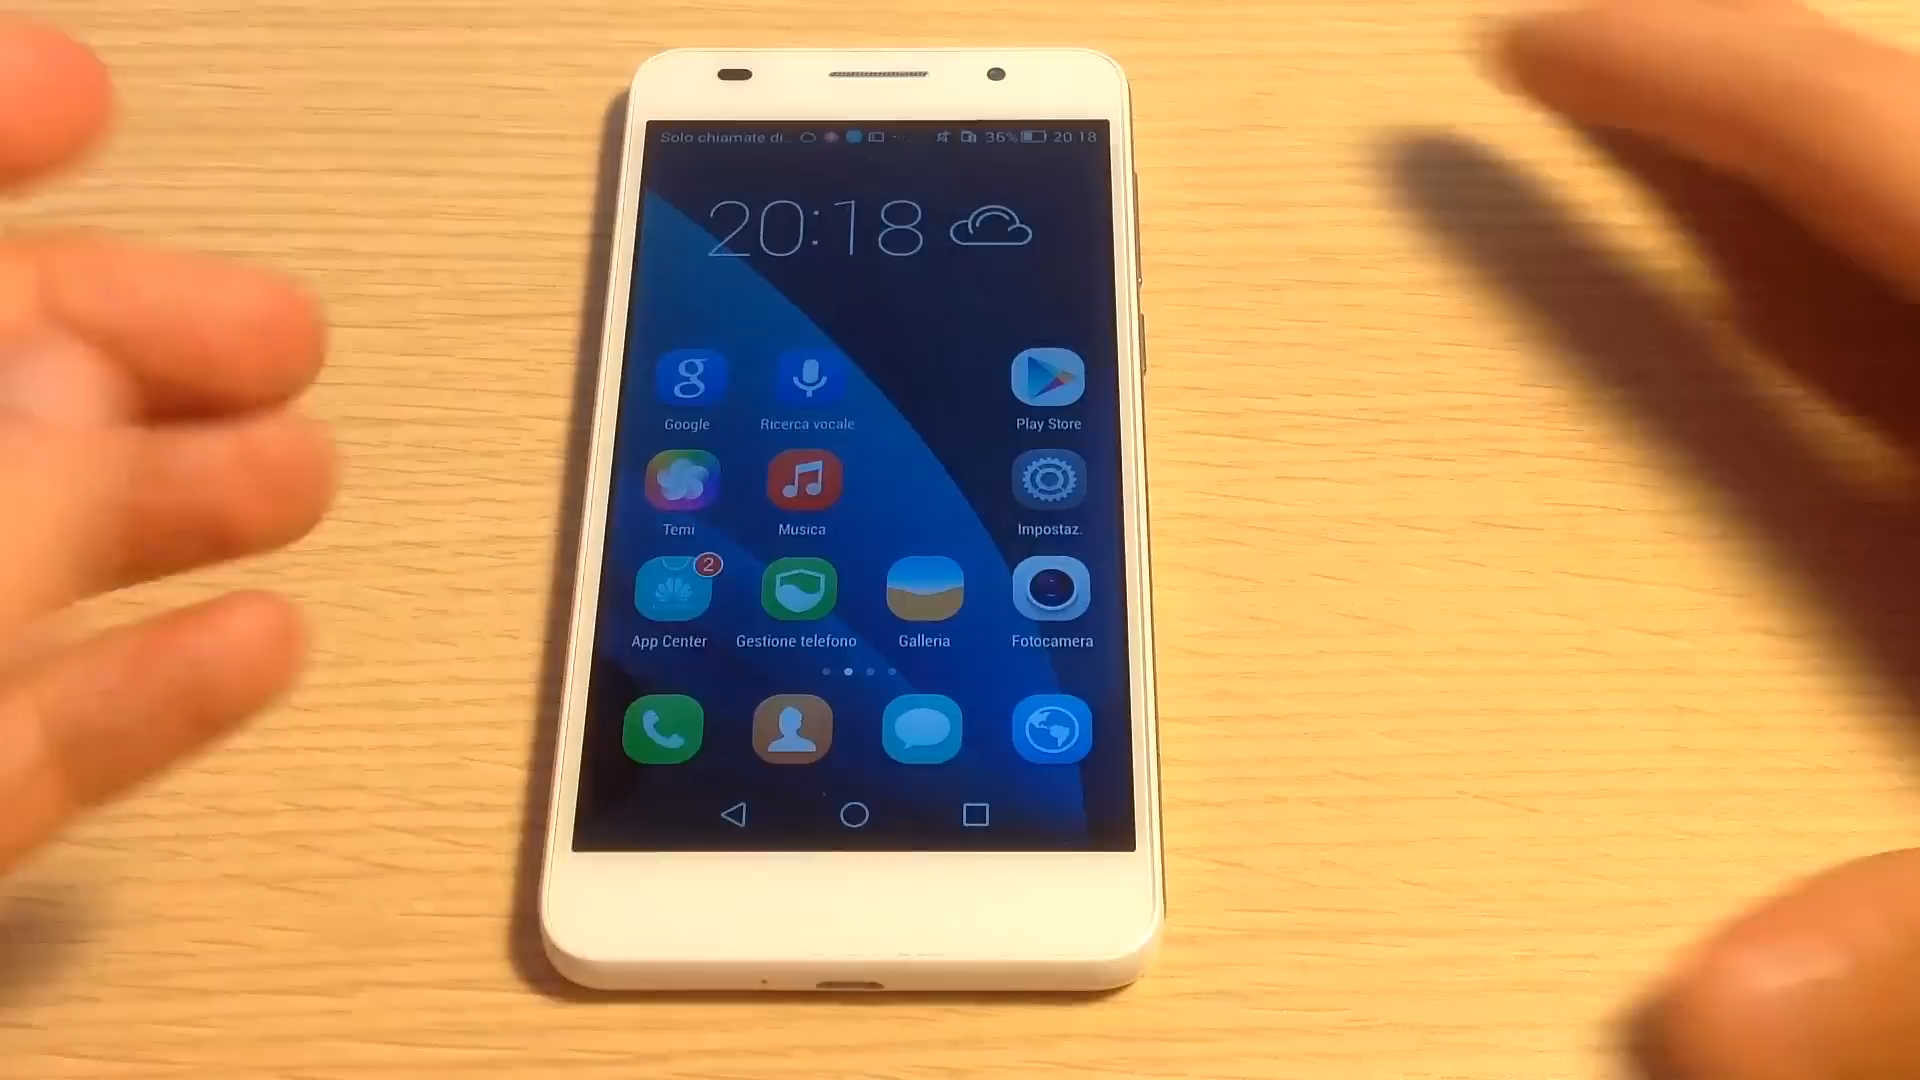 Solo chiamate di... 36% 20 18
20:18
Google Ricerca vocale Play Store
Temi Musica Impostaz.
2
App Center Gestione telefono Galleria Fotocamera